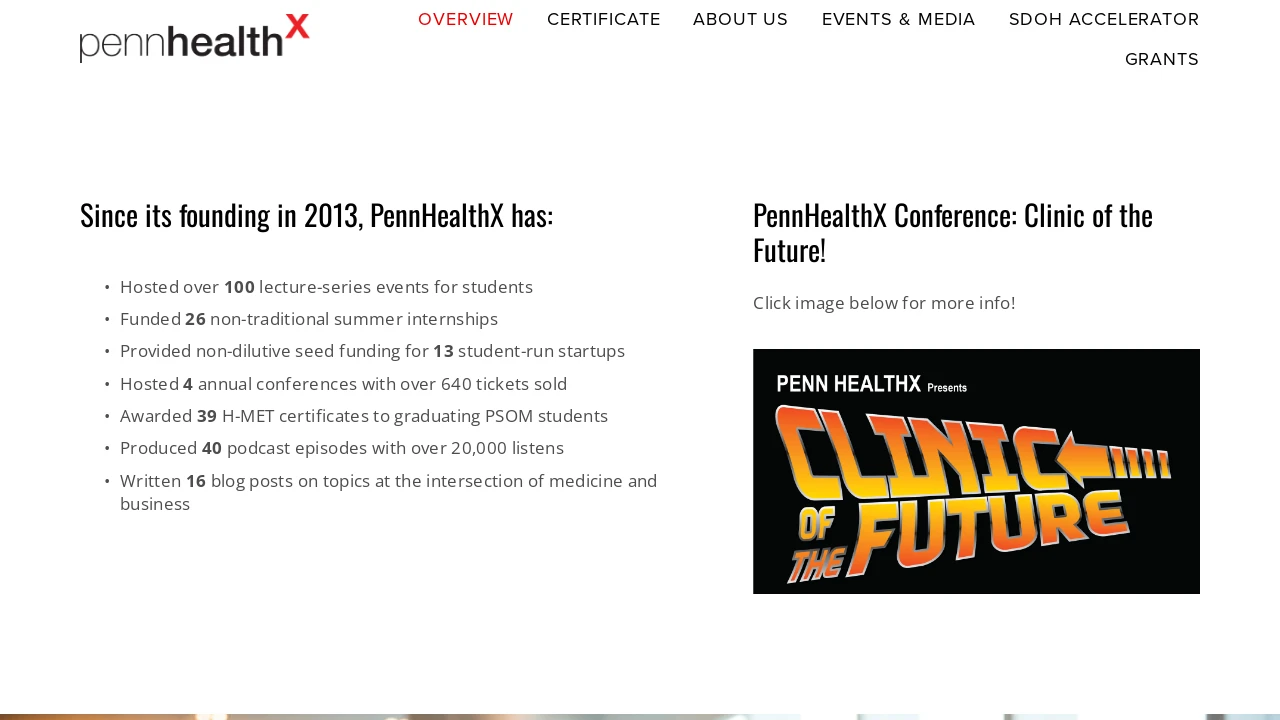 pennhealthX
OVERVIEW CERTIFICATE ABOUT US EVENTS & MEDIA SDOH ACCELERATOR
GRANTS
Since its founding in 2013, PennHealthX has:
• Hosted over 100 lecture-series events for students
• Funded 26 non-traditional summer internships
• Provided non-dilutive seed funding for 13 student-run startups
• Hosted 4 annual conferences with over 640 tickets sold
• Awarded 39 H-MET certificates to graduating PSOM students
• Produced 40 podcast episodes with over 20,000 listens
• Written 16 blog posts on topics at the intersection of medicine and
business
PennHealthX Conference: Clinic of the
Future!
Click image below for more info!
PENN HEALTHX Presents
CLINIC
OF
THE FUTURE